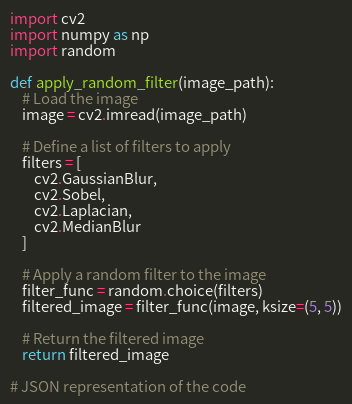 import cv2
import numpy as np
import random
def apply_random_filter(image_path):
# Load the image
image = cv2.imread(image_path)
# Define a list of filters to apply
filters = [
cv2.GaussianBlur,
cv2.Sobel,
cv2.Laplacian,
cv2.MedianBlur
]
# Apply a random filter to the image
filter_func = random.choice(filters)
filtered_image = filter_func(image, ksize=(5, 5))
# Return the filtered image
return filtered_image
# JSON representation of the code